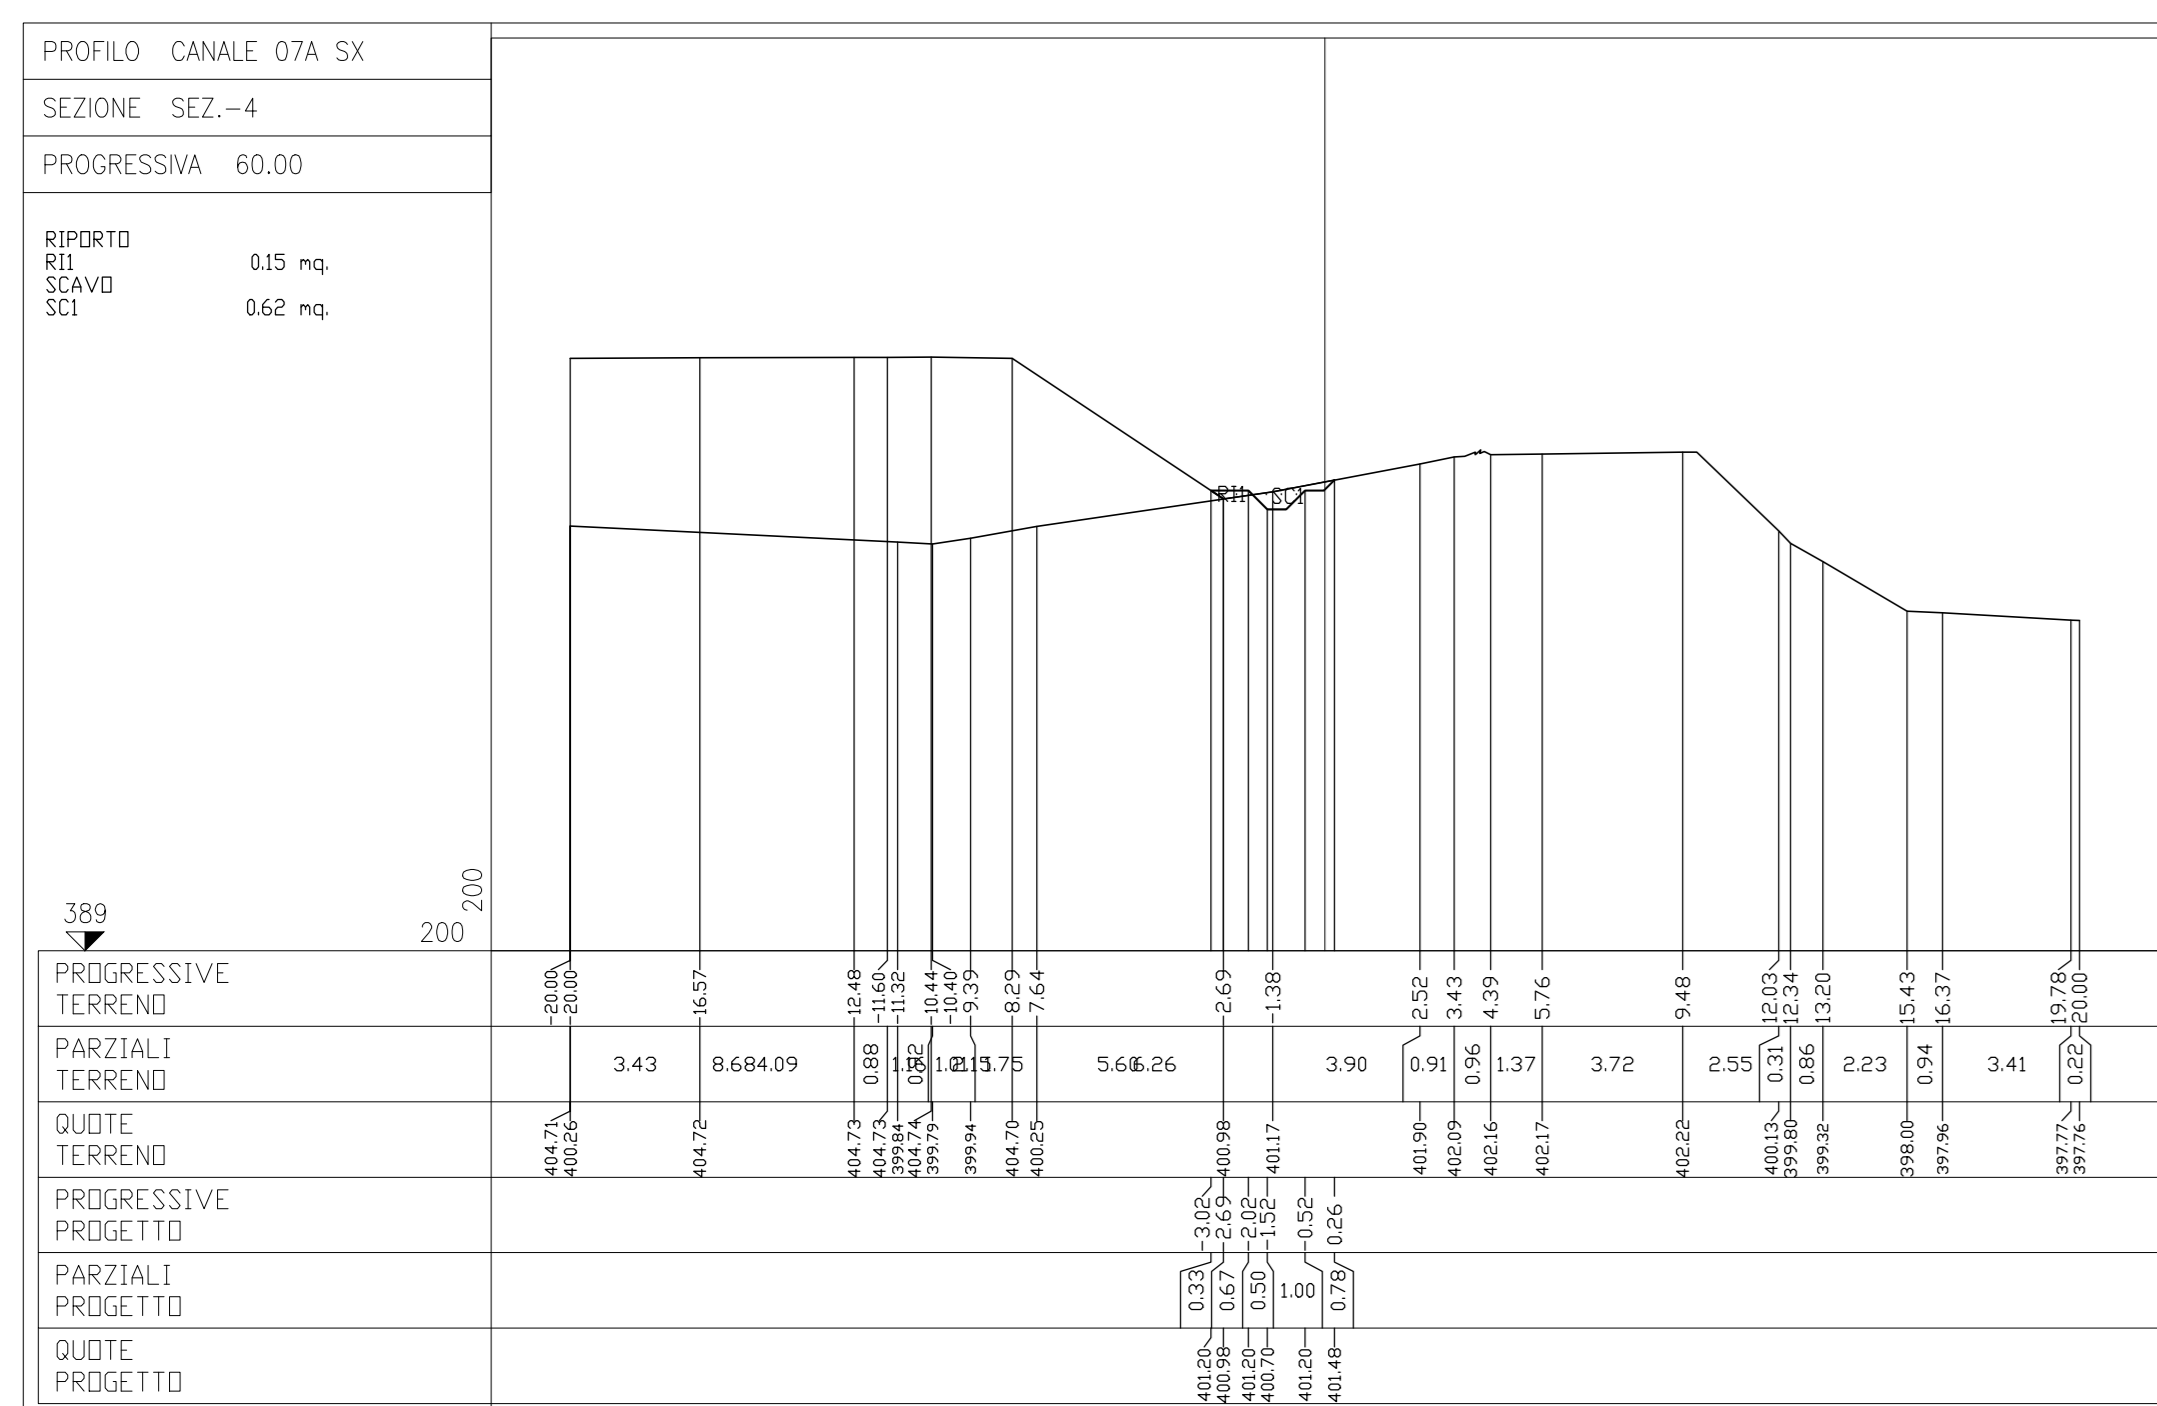 PROFILO CANALE 07A SX
SEZIONE SEZ.-4
PROGRESSIVA 60.00
RIPORTO
RI1 0.15 mq.
SCAVO
SC1 0.62 mq.
RI1 SC1
200
389
200
PROGRESSIVE
TERRENO
-20.00 -20.00 -16.57 -12.48 -11.60 -11.32 -10.44 -10.40 -9.39 -8.29 -7.64 -2.69 -1.38 2.52 3.43 4.39 5.76 9.48 12.03 12.34 13.20 15.43 16.37 19.78 20.00
PARZIALI
TERRENO
3.43 8.68 4.09 0.88 5.60 6.26 3.90 0.91 0.96 1.37 3.72 2.55 0.31 0.86 2.23 0.94 3.41 0.22
QUOTE
TERRENO
404.71 400.26 404.72 404.73 404.73 399.84 404.74 399.79 399.94 404.70 400.25 400.98 401.17 401.90 402.09 402.16 402.17 402.22 400.13 399.80 399.32 398.00 397.96 397.77 397.76
PROGRESSIVE
PROGETTO
-3.02 -2.69 -2.02 -1.52 -0.52 0.26
PARZIALI
PROGETTO
0.33 0.67 0.50 1.00 0.78
QUOTE
PROGETTO
401.20 400.98 401.20 400.70 401.20 401.48